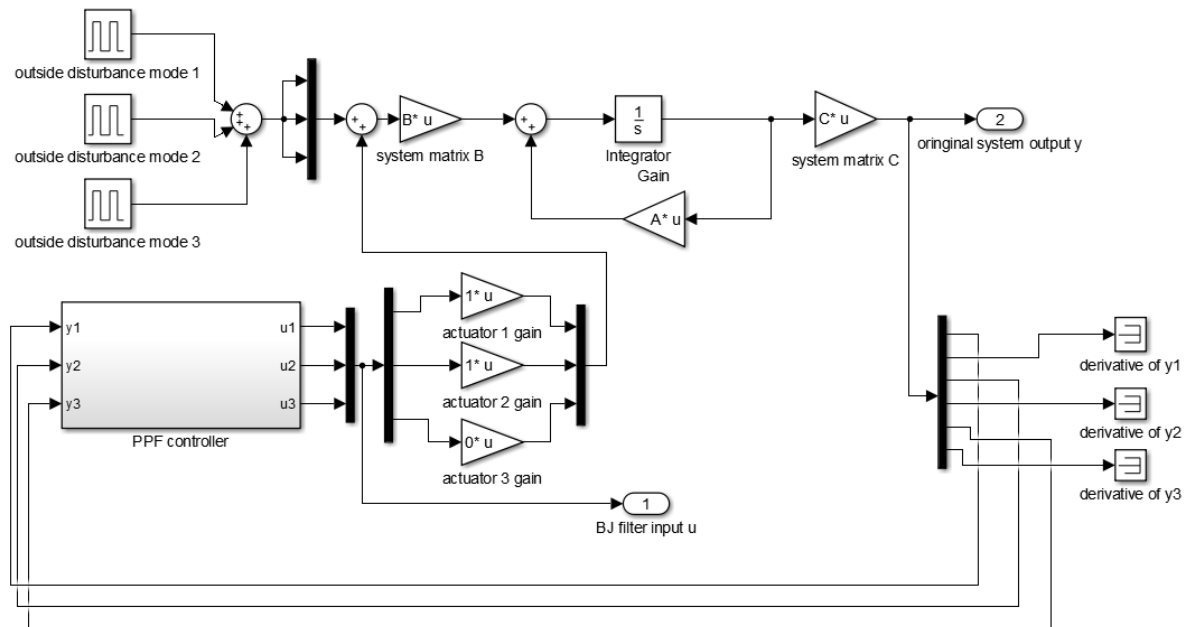 outside disturbance mode 1
outside disturbance mode 2
outside disturbance mode 3
+
+
+
+
+
B* u
system matrix B
+
+
1
s
Integrator
Gain
A* u
C* u
system matrix C
2
oringinal system output y
y1
y2
y3
u1
u2
u3
PPF controller
1* u
actuator 1 gain
1* u
actuator 2 gain
0* u
actuator 3 gain
1
BJ filter input u
derivative of y1
derivative of y2
derivative of y3